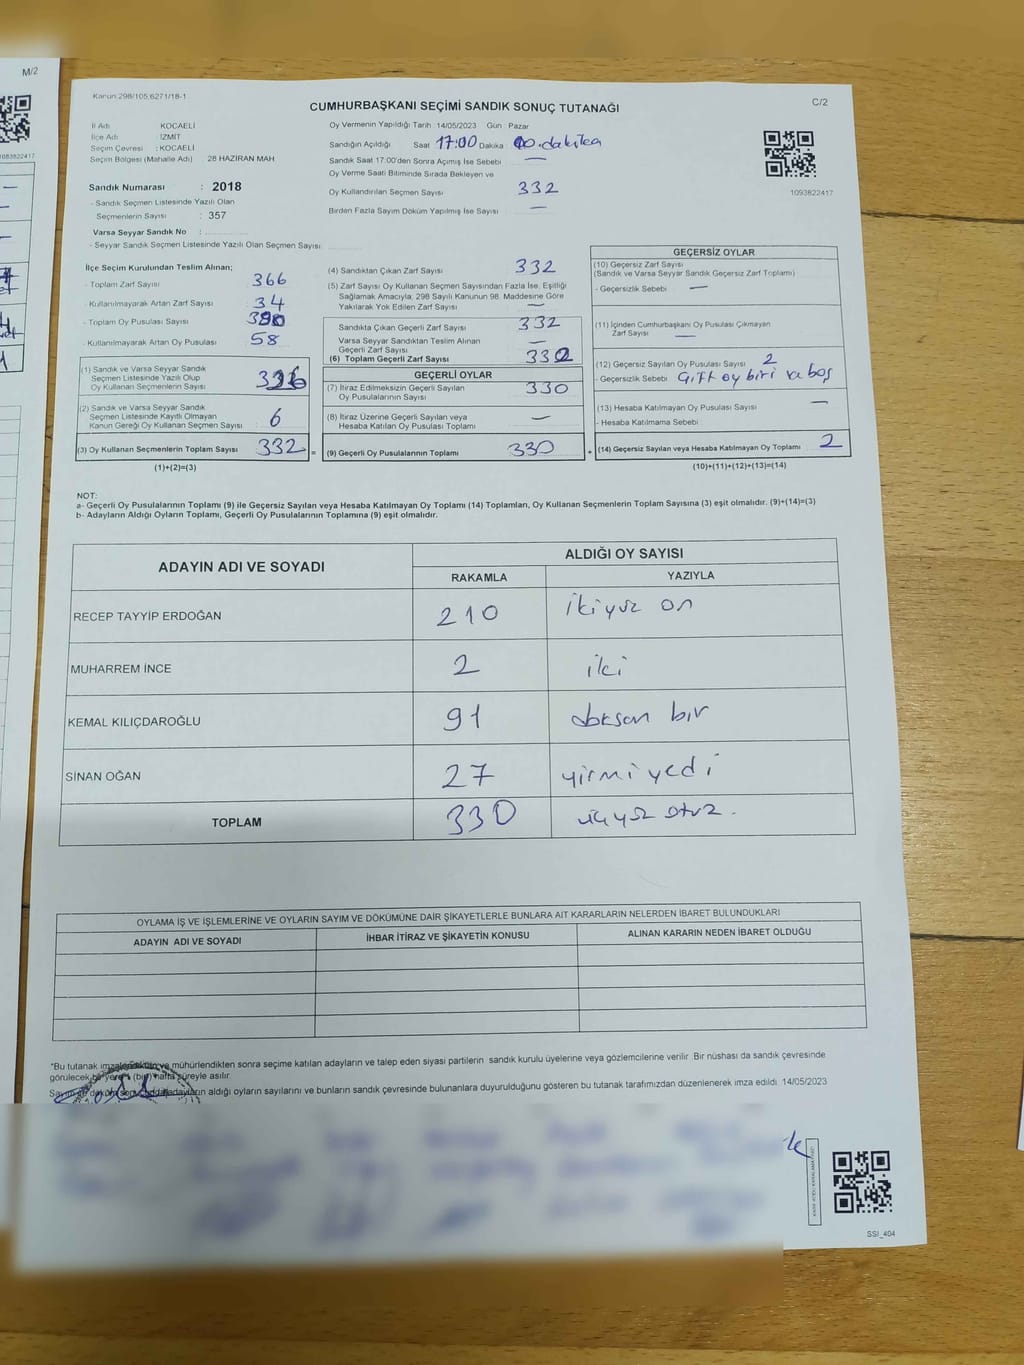 M/2
1083822417
Kanun 298/105,6271/18-1
CUMHURBAŞKANI SEÇİMİ SANDIK SONUÇ TUTANAĞI
C/2
İl Adı KOCAELİ
İlçe Adı İZMİT
Seçim Çevresi : KOCAELİ
Seçim Bölgesi (Mahalle Adı) 28 HAZİRAN MAH
Sandık Numarası : 2018
- Sandık Seçmen Listesinde Yazılı Olan
Seçmenlerin Sayısı : 357
Varsa Seyyar Sandık No :
- Seyyar Sandık Seçmen Listesinde Yazılı Olan Seçmen Sayısı
Oy Vermenin Yapıldığı Tarih :14/05/2023 Gün : Pazar
Sandığın Açıldığı Saat 17:00 Dakika 00.dakika
Sandık Saat 17:00'den Sonra Açımış İse Sebebi —
Oy Verme Saati Bitiminde Sırada Bekleyen ve
Oy Kullandırılan Seçmen Sayısı 332
Birden Fazla Sayım Döküm Yapılmış İse Sayısı —
1093822417
İlçe Seçim Kurulundan Teslim Alınan;
- Toplam Zarf Sayısı 366
- Kullanılmayarak Artan Zarf Sayısı 34
- Toplam Oy Pusulası Sayısı 390
- Kullanılmayarak Artan Oy Pusulası 58
(1) Sandık ve Varsa Seyyar Sandık
Seçmen Listesinde Yazılı Olup
Oy Kullanan Seçmenlerin Sayısı 326
(2) Sandık ve Varsa Seyyar Sandık
Seçmen Listesinde Kayıtlı Olmayan
Kanun Gereği Oy Kullanan Seçmen Sayısı 6
(3) Oy Kullanan Seçmenlerin Toplam Sayısı 332
(1)+(2)=(3)
(4) Sandıktan Çıkan Zarf Sayısı 332
(5) Zarf Sayısı Oy Kullanan Seçmen Sayısından Fazla İse, Eşitliği
Sağlamak Amacıyla, 298 Sayılı Kanunun 98. Maddesine Göre
Yakılarak Yok Edilen Zarf Sayısı —
Sandıkta Çıkan Geçerli Zarf Sayısı 332
Varsa Seyyar Sandıktan Teslim Alınan
Geçerli Zarf Sayısı —
(6) Toplam Geçerli Zarf Sayısı 332
GEÇERLİ OYLAR
(7) İtiraz Edilmeksizin Geçerli Sayılan
Oy Pusulalarının Sayısı 330
(8) İtiraz Üzerine Geçerli Sayılan veya
Hesaba Katılan Oy Pusulası Toplamı —
= (9) Geçerli Oy Pusulalarının Toplamı 330
GEÇERSİZ OYLAR
(10) Geçersiz Zarf Sayısı
(Sandık ve Varsa Seyyar Sandık Geçersiz Zarf Toplamı)
- Geçersizlik Sebebi —
(11) İçinden Cumhurbaşkanı Oy Pusulası Çıkmayan
Zarf Sayısı —
(12) Geçersiz Sayılan Oy Pusulası Sayısı 2
- Geçersizlik Sebebi Çift oy biri va boş
(13) Hesaba Katılmayan Oy Pusulası Sayısı —
- Hesaba Katılmama Sebebi
+ (14) Geçersiz Sayılan veya Hesaba Katılmayan Oy Toplamı 2
(10)+(11)+(12)+(13)=(14)
NOT:
a- Geçerli Oy Pusulalarının Toplamı (9) ile Geçersiz Sayılan veya Hesaba Katılmayan Oy Toplamı (14) Toplamları, Oy Kullanan Seçmenlerin Toplam Sayısına (3) eşit olmalıdır. (9)+(14)=(3)
b- Adayların Aldığı Oyların Toplamı, Geçerli Oy Pusulalarının Toplamına (9) eşit olmalıdır.
ADAYIN ADI VE SOYADI ALDIĞI OY SAYISI
RAKAMLA YAZIYLA
RECEP TAYYİP ERDOĞAN 210 ikiyüz on
MUHARREM İNCE 2 iki
KEMAL KILIÇDAROĞLU 91 doksan bir
SİNAN OĞAN 27 yirmi yedi
TOPLAM 330 üçyüz otuz.
OYLAMA İŞ VE İŞLEMLERİNE VE OYLARIN SAYIM VE DÖKÜMÜNE DAİR ŞİKAYETLERLE BUNLARA AİT KARARLARIN NELERDEN İBARET BULUNDUKLARI
ADAYIN ADI VE SOYADI İHBAR İTİRAZ VE ŞİKAYETİN KONUSU ALINAN KARARIN NEDEN İBARET OLDUĞU
*Bu tutanak mühürlendikten sonra seçime katılan adayların ve talep eden siyasi partilerin sandık kurulu üyelerine veya gözlemcilerine verilir. Bir nüshası da sandık çevresinde
görülecek bir yere (bir) hafta süreyle asılır.
aldığı oyların sayılarını ve bunların sandık çevresinde bulunanlara duyurulduğunu gösteren bu tutanak tarafımızdan düzenlenerek imza edildi. 14/05/2023
SSI_404